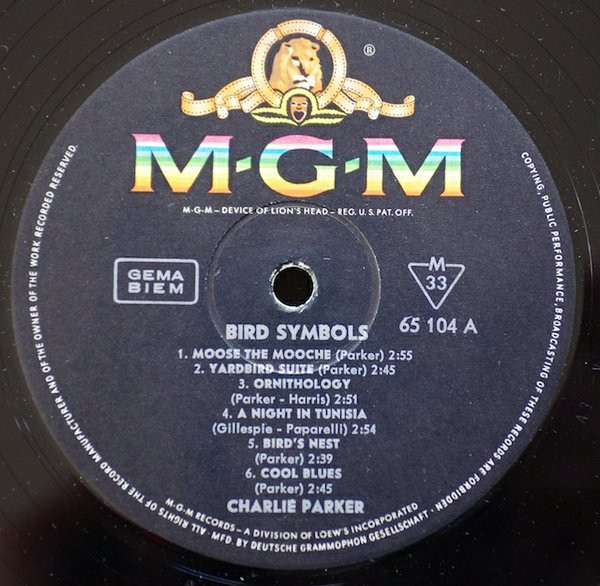 ®
M·G·M
M-G-M — DEVICE OF LION'S HEAD — REG. U.S. PAT. OFF.
GEMA
BIEM
M
33
65 104 A
BIRD SYMBOLS
1. MOOSE THE MOOCHE (Parker) 2:55
2. YARDBIRD SUITE (Parker) 2:45
3. ORNITHOLOGY
(Parker - Harris) 2:51
4. A NIGHT IN TUNISIA
(Gillespie - Paparelli) 2:54
5. BIRD'S NEST
(Parker) 2:39
6. COOL BLUES
(Parker) 2:45
CHARLIE PARKER
M-G-M RECORDS – A DIVISION OF LOEW'S INCORPORATED
ALL RIGHTS OF THE RECORD MANUFACTURER AND OF THE OWNER OF THE WORK RECORDED RESERVED.
COPYING, PUBLIC PERFORMANCE, BROADCASTING OF THESE RECORDS ARE FORBIDDEN
MFD BY DEUTSCHE GRAMMOPHON GESELLSCHAFT